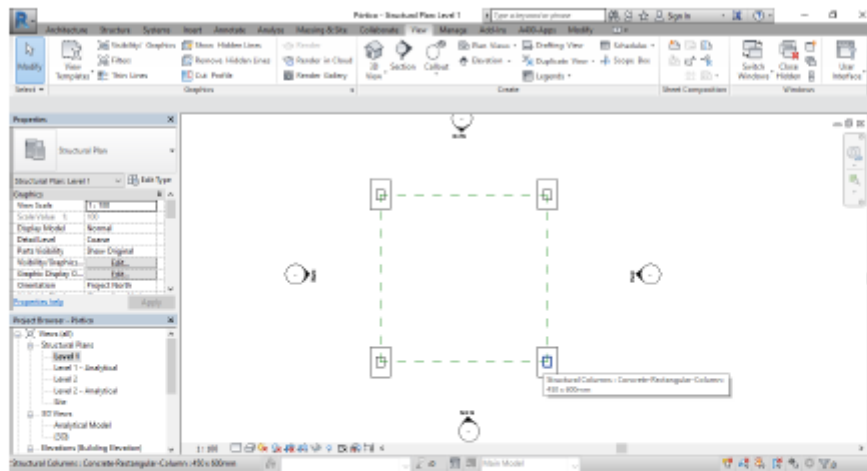 Pórtico - Structural Plan: Level 1
Type a keyword or phrase
Sign In
Architecture Structure Systems Insert Annotate Analyze Massing & Site Collaborate View Manage Add-Ins Modify
Modify
View Templates
Visibility/ Graphics
Filters
Thin Lines
Show Hidden Lines
Remove Hidden Lines
Cut Profile
Render
Render in Cloud
Render Gallery
3D View
Section
Callout
Plan Views
Elevation
Drafting View
Duplicate View
Legends
Schedules
Scope Box
Switch Windows
Close Hidden
User Interface
Select
Graphics
Create
Sheet Composition
Windows
Properties
Structural Plan
Structural Plan: Level 1
Edit Type
Graphics
View Scale 1 : 100
Scale Value 1: 100
Display Model Normal
Detail Level Coarse
Parts Visibility Show Original
Visibility/Graphics... Edit...
Graphic Display O... Edit...
Orientation Project North
Properties help
Apply
Project Browser - Pórtico
Views (all)
Structural Plans
Level 1
Level 1 - Analytical
Level 2
Level 2 - Analytical
Site
3D Views
Analytical Model
{3D}
Elevations (Building Elevation)
Structural Columns : Concrete-Rectangular-Column :
450 x 600mm
1 : 100
Structural Columns : Concrete-Rectangular-Column : 450 x 600mm
Main Model